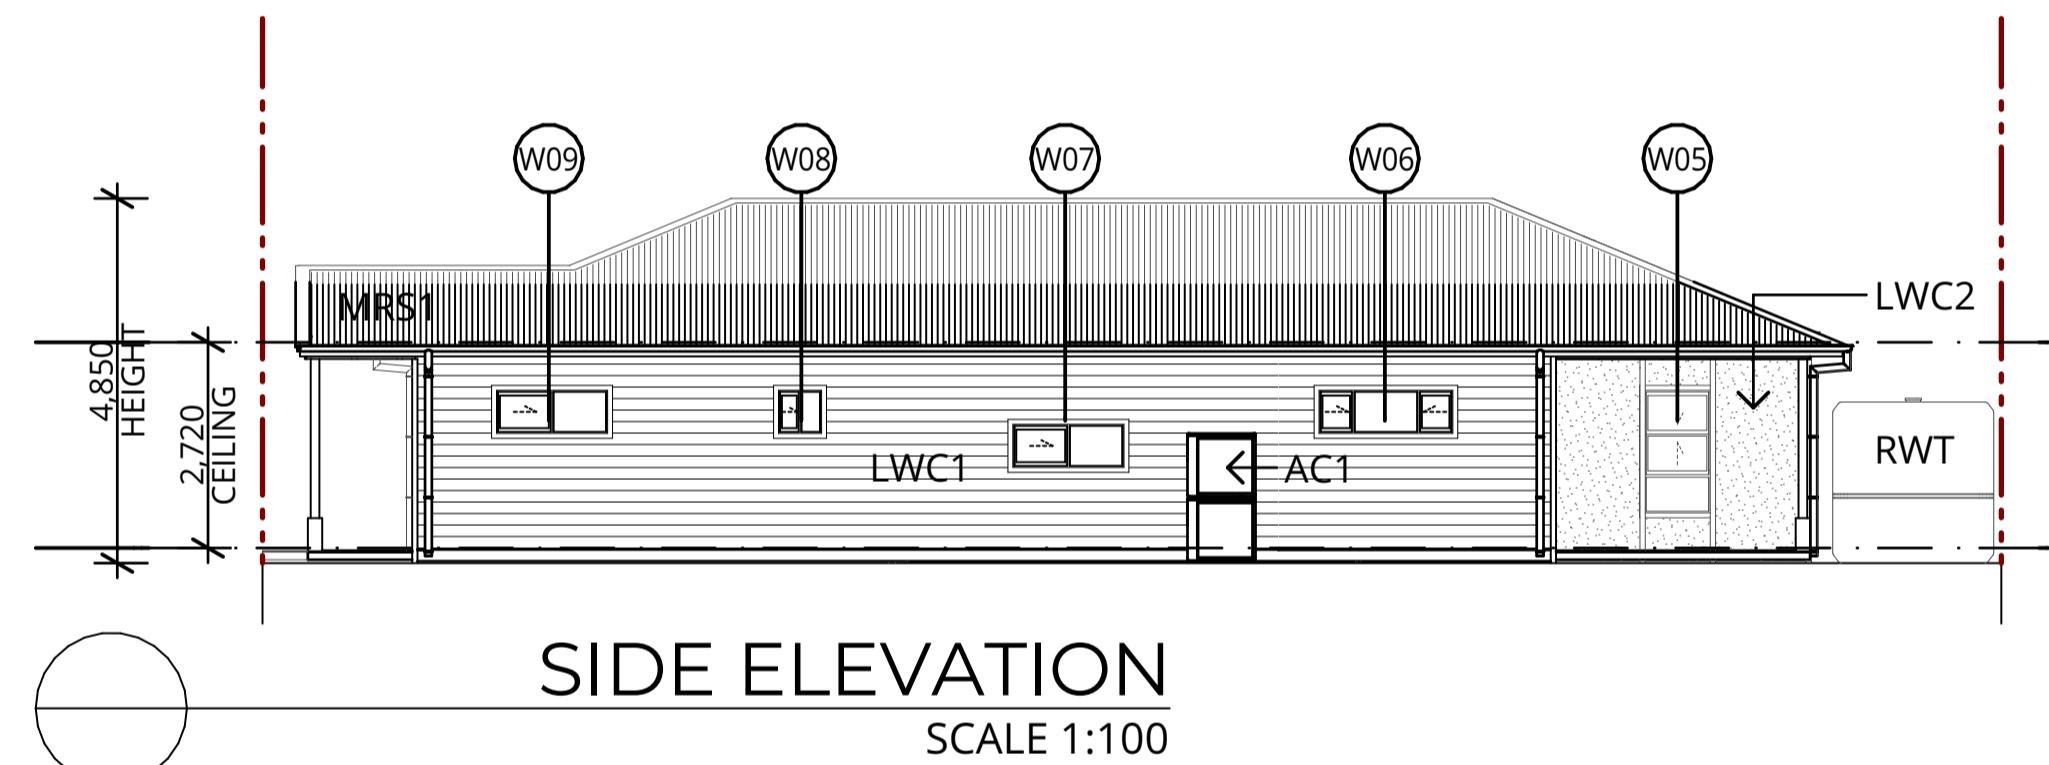 W09
W08
W07
W06
W05
MRS1
LWC2
4,850
HEIGHT
2,720
CEILING
LWC1
AC1
RWT
SIDE ELEVATION
SCALE 1:100